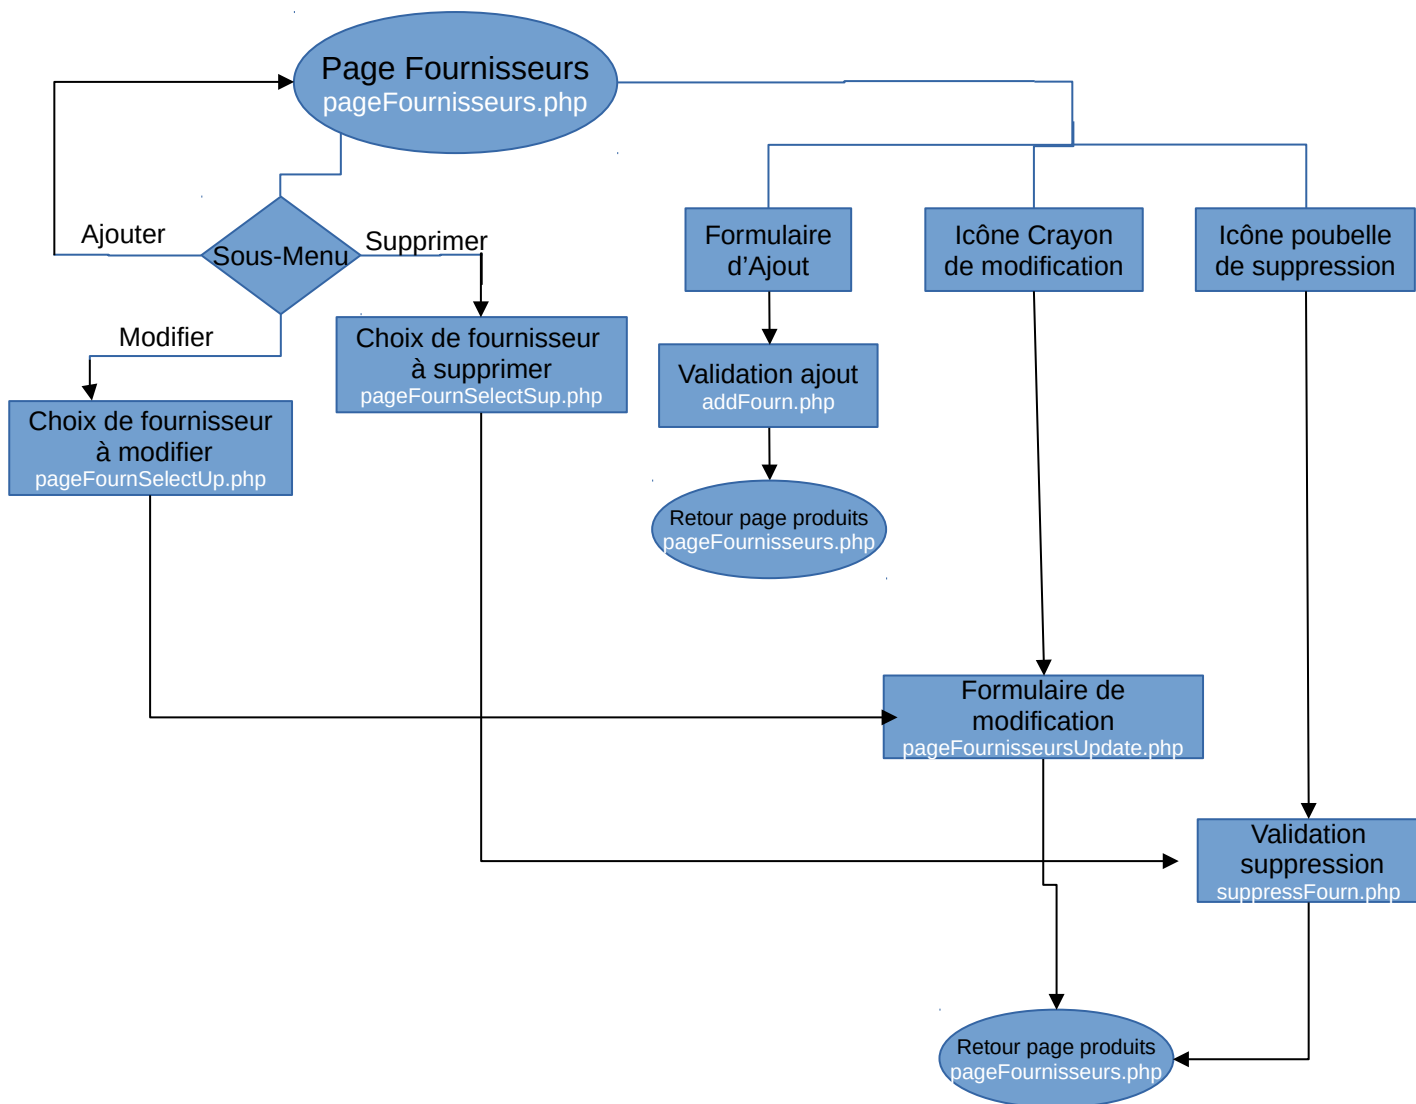 Page Fournisseurs
pageFournisseurs.php
Ajouter
Sous-Menu
Supprimer
Modifier
Choix de fournisseur
à supprimer
pageFournSelectSup.php
Choix de fournisseur
à modifier
pageFournSelectUp.php
Formulaire
d’Ajout
Icône Crayon
de modification
Icône poubelle
de suppression
Validation ajout
addFourn.php
Retour page produits
pageFournisseurs.php
Formulaire de
modification
pageFournisseursUpdate.php
Validation
suppression
suppressFourn.php
Retour page produits
pageFournisseurs.php